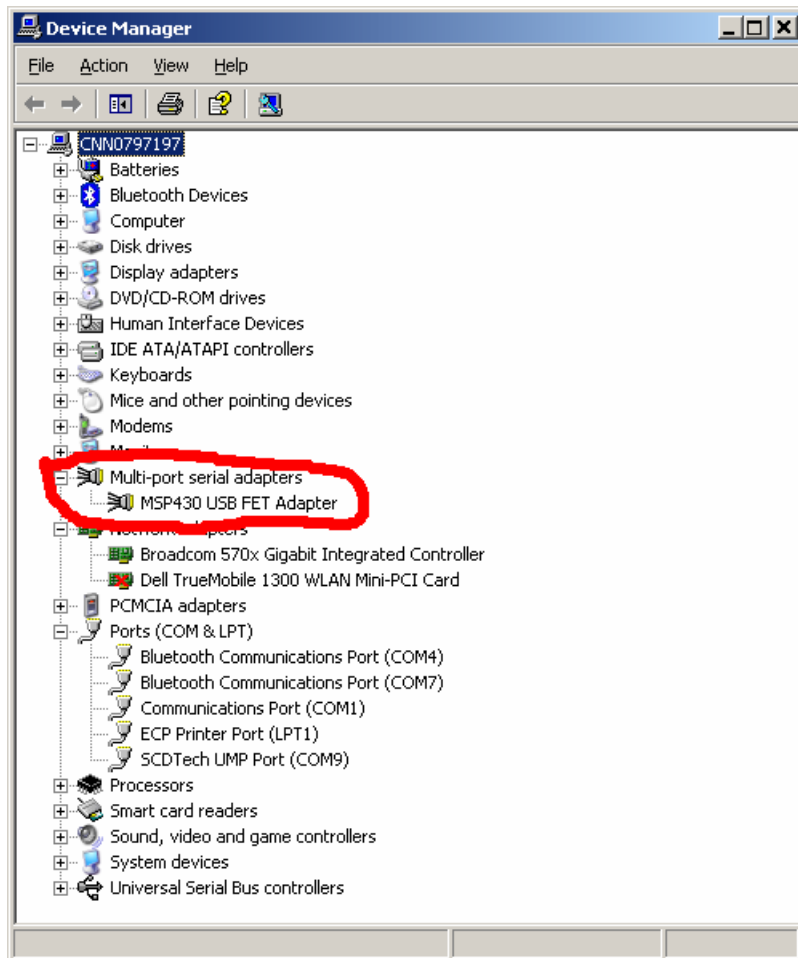 Device Manager
File Action View Help
CNN0797197
Batteries
Bluetooth Devices
Computer
Disk drives
Display adapters
DVD/CD-ROM drives
Human Interface Devices
IDE ATA/ATAPI controllers
Keyboards
Mice and other pointing devices
Modems
Multi-port serial adapters
MSP430 USB FET Adapter
Network adapters
Broadcom 570x Gigabit Integrated Controller
Dell TrueMobile 1300 WLAN Mini-PCI Card
PCMCIA adapters
Ports (COM & LPT)
Bluetooth Communications Port (COM4)
Bluetooth Communications Port (COM7)
Communications Port (COM1)
ECP Printer Port (LPT1)
SCDTech UMP Port (COM9)
Processors
Smart card readers
Sound, video and game controllers
System devices
Universal Serial Bus controllers